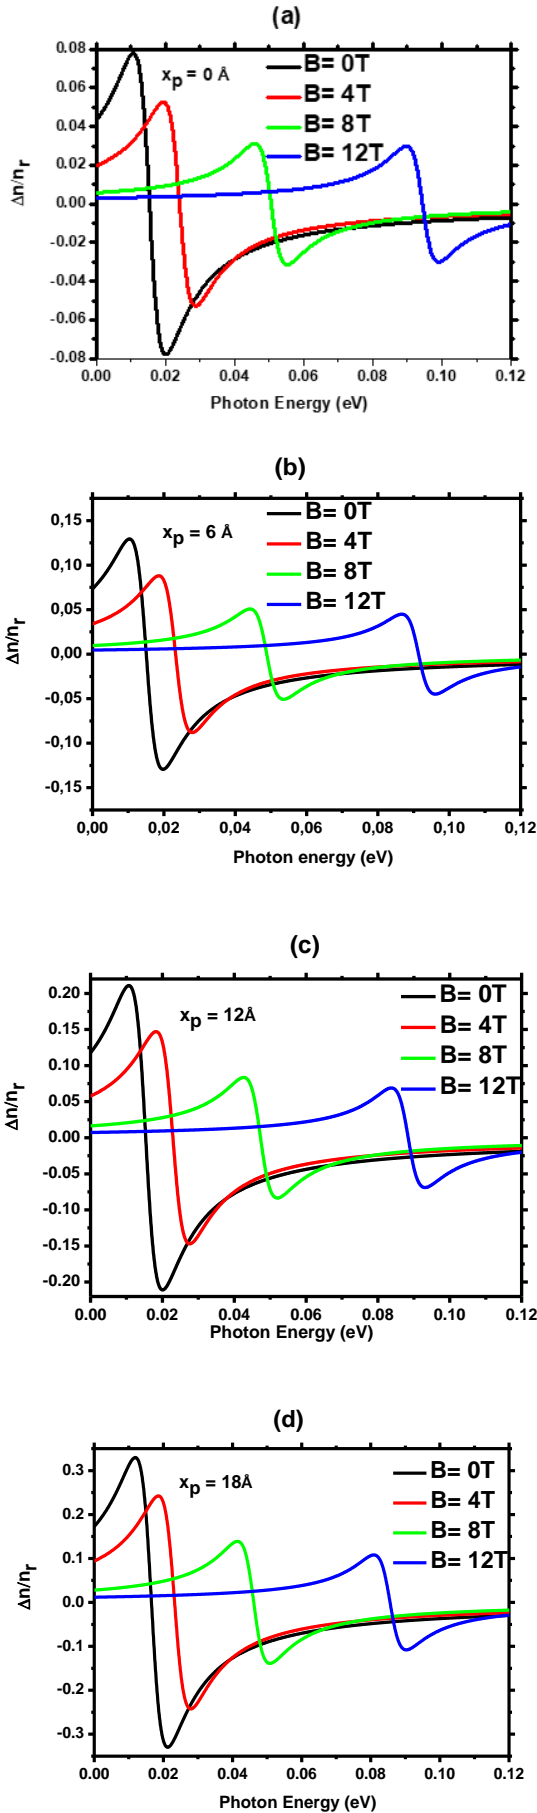 (a)
x_p = 0 Å
B= 0T
B= 4T
B= 8T
B= 12T
0.08
0.06
0.04
0.02
0.00
-0.02
-0.04
-0.06
-0.08
Δn/n_r
0.00 0.02 0.04 0.06 0.08 0.10 0.12
Photon Energy (eV)
(b)
x_p = 6 Å
B= 0T
B= 4T
B= 8T
B= 12T
0,15
0,10
0,05
0,00
-0,05
-0,10
-0,15
Δn/n_r
0,00 0,02 0,04 0,06 0,08 0,10 0,12
Photon energy (eV)
(c)
x_p = 12Å
B= 0T
B= 4T
B= 8T
B= 12T
0.20
0.15
0.10
0.05
0.00
-0.05
-0.10
-0.15
-0.20
Δn/n_r
0.00 0.02 0.04 0.06 0.08 0.10 0.12
Photon Energy (eV)
(d)
x_p = 18Å
B= 0T
B= 4T
B= 8T
B= 12T
0.3
0.2
0.1
0.0
-0.1
-0.2
-0.3
Δn/n_r
0.00 0.02 0.04 0.06 0.08 0.10 0.12
Photon Energy (eV)